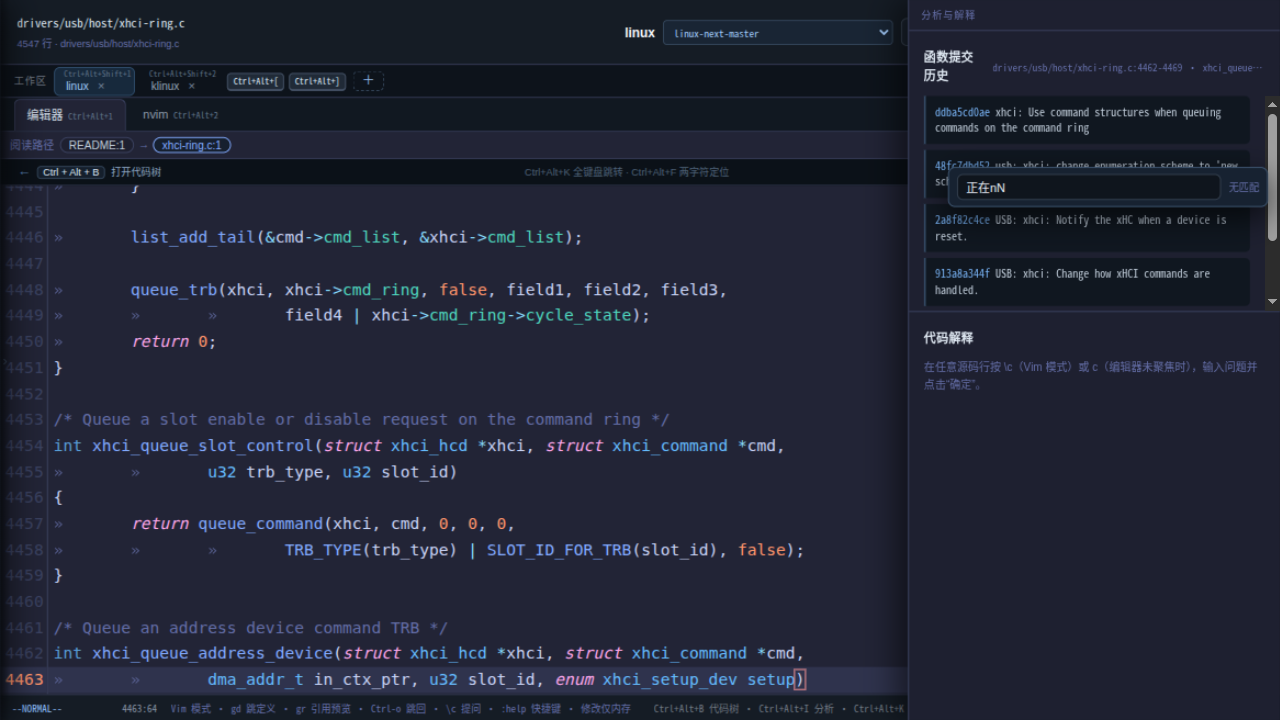 drivers/usb/host/xhci-ring.c
4547 行 · drivers/usb/host/xhci-ring.c
linux linux-next-master
工作区 linux × Ctrl+Alt+Shift+1 klinux × Ctrl+Alt+Shift+2 Ctrl+Alt+[ Ctrl+Alt+] +
编辑器 Ctrl+Alt+1 nvim Ctrl+Alt+2
阅读路径 README:1 → xhci-ring.c:1
← Ctrl + Alt + B 打开代码树 Ctrl+Alt+K 全键盘跳转 · Ctrl+Alt+F 两字符定位
4444 » }
4445
4446 » list_add_tail(&cmd->cmd_list, &xhci->cmd_list);
4447
4448 » queue_trb(xhci, xhci->cmd_ring, false, field1, field2, field3,
4449 » » » field4 | xhci->cmd_ring->cycle_state);
4450 » return 0;
4451 }
4452
4453 /* Queue a slot enable or disable request on the command ring */
4454 int xhci_queue_slot_control(struct xhci_hcd *xhci, struct xhci_command *cmd,
4455 » » u32 trb_type, u32 slot_id)
4456 {
4457 » return queue_command(xhci, cmd, 0, 0, 0,
4458 » » » TRB_TYPE(trb_type) | SLOT_ID_FOR_TRB(slot_id), false);
4459 }
4460
4461 /* Queue an address device command TRB */
4462 int xhci_queue_address_device(struct xhci_hcd *xhci, struct xhci_command *cmd,
4463 » » dma_addr_t in_ctx_ptr, u32 slot_id, enum xhci_setup_dev setup)
--NORMAL-- 4463:64 Vim 模式 · gd 跳定义 · gr 引用预览 · Ctrl-o 跳回 · \c 提问 · :help 快捷键 · 修改仅内存 Ctrl+Alt+B 代码树 · Ctrl+Alt+I 分析 · Ctrl+Alt+K
分析与解释
函数提交
历史
drivers/usb/host/xhci-ring.c:4462-4469 · xhci_queue…
ddba5cd0ae xhci: Use command structures when queuing
commands on the command ring
48fc7dbd52 usb: xhci: change enumeration scheme to 'new
正在nN 无匹配
2a8f82c4ce USB: xhci: Notify the xHC when a device is
reset.
913a8a344f USB: xhci: Change how xHCI commands are
handled.
代码解释
在任意源码行按 \c（Vim 模式）或 c（编辑器未聚焦时），输入问题并
点击“确定”。